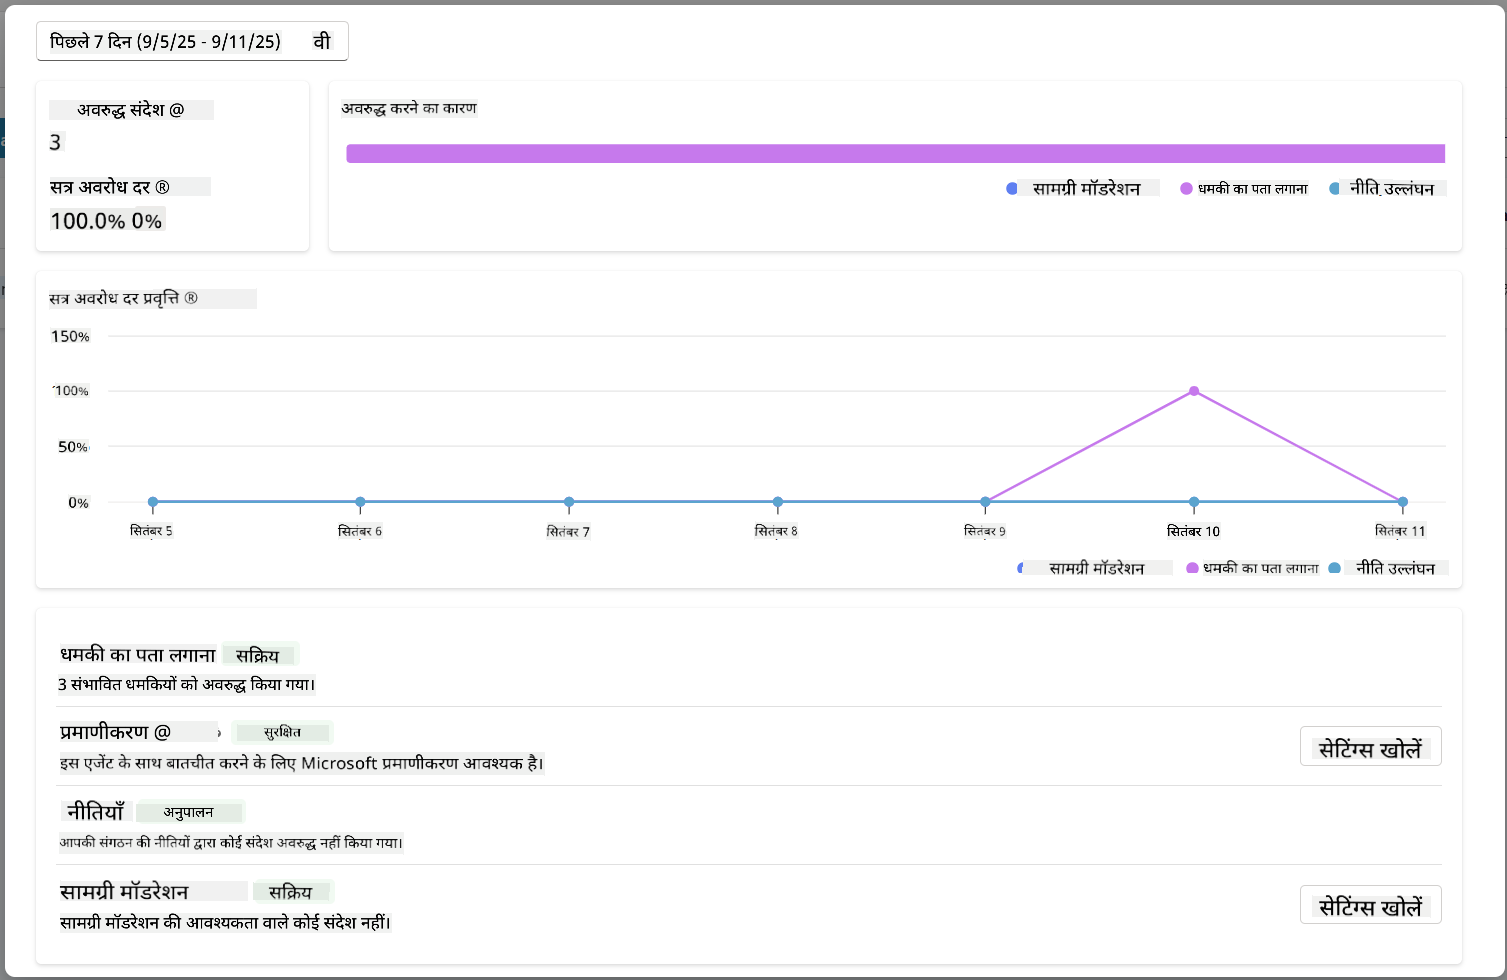 पिछले 7 दिन (9/5/25 - 9/11/25) वी
अवरुद्ध संदेश @
3
सत्र अवरोध दर ®
100.0% 0%
अवरुद्ध करने का कारण
सामग्री मॉडरेशन धमकी का पता लगाना नीति उल्लंघन
सत्र अवरोध दर प्रवृत्ति ®
150%
100%
50%
0%
सितंबर 5 सितंबर 6 सितंबर 7 सितंबर 8 सितंबर 9 सितंबर 10 सितंबर 11
सामग्री मॉडरेशन धमकी का पता लगाना नीति उल्लंघन
धमकी का पता लगाना सक्रिय
3 संभावित धमकियों को अवरुद्ध किया गया।
प्रमाणीकरण @ सुरक्षित
इस एजेंट के साथ बातचीत करने के लिए Microsoft प्रमाणीकरण आवश्यक है।
सेटिंग्स खोलें
नीतियाँ अनुपालन
आपकी संगठन की नीतियों द्वारा कोई संदेश अवरुद्ध नहीं किया गया।
सामग्री मॉडरेशन सक्रिय
सामग्री मॉडरेशन की आवश्यकता वाले कोई संदेश नहीं।
सेटिंग्स खोलें